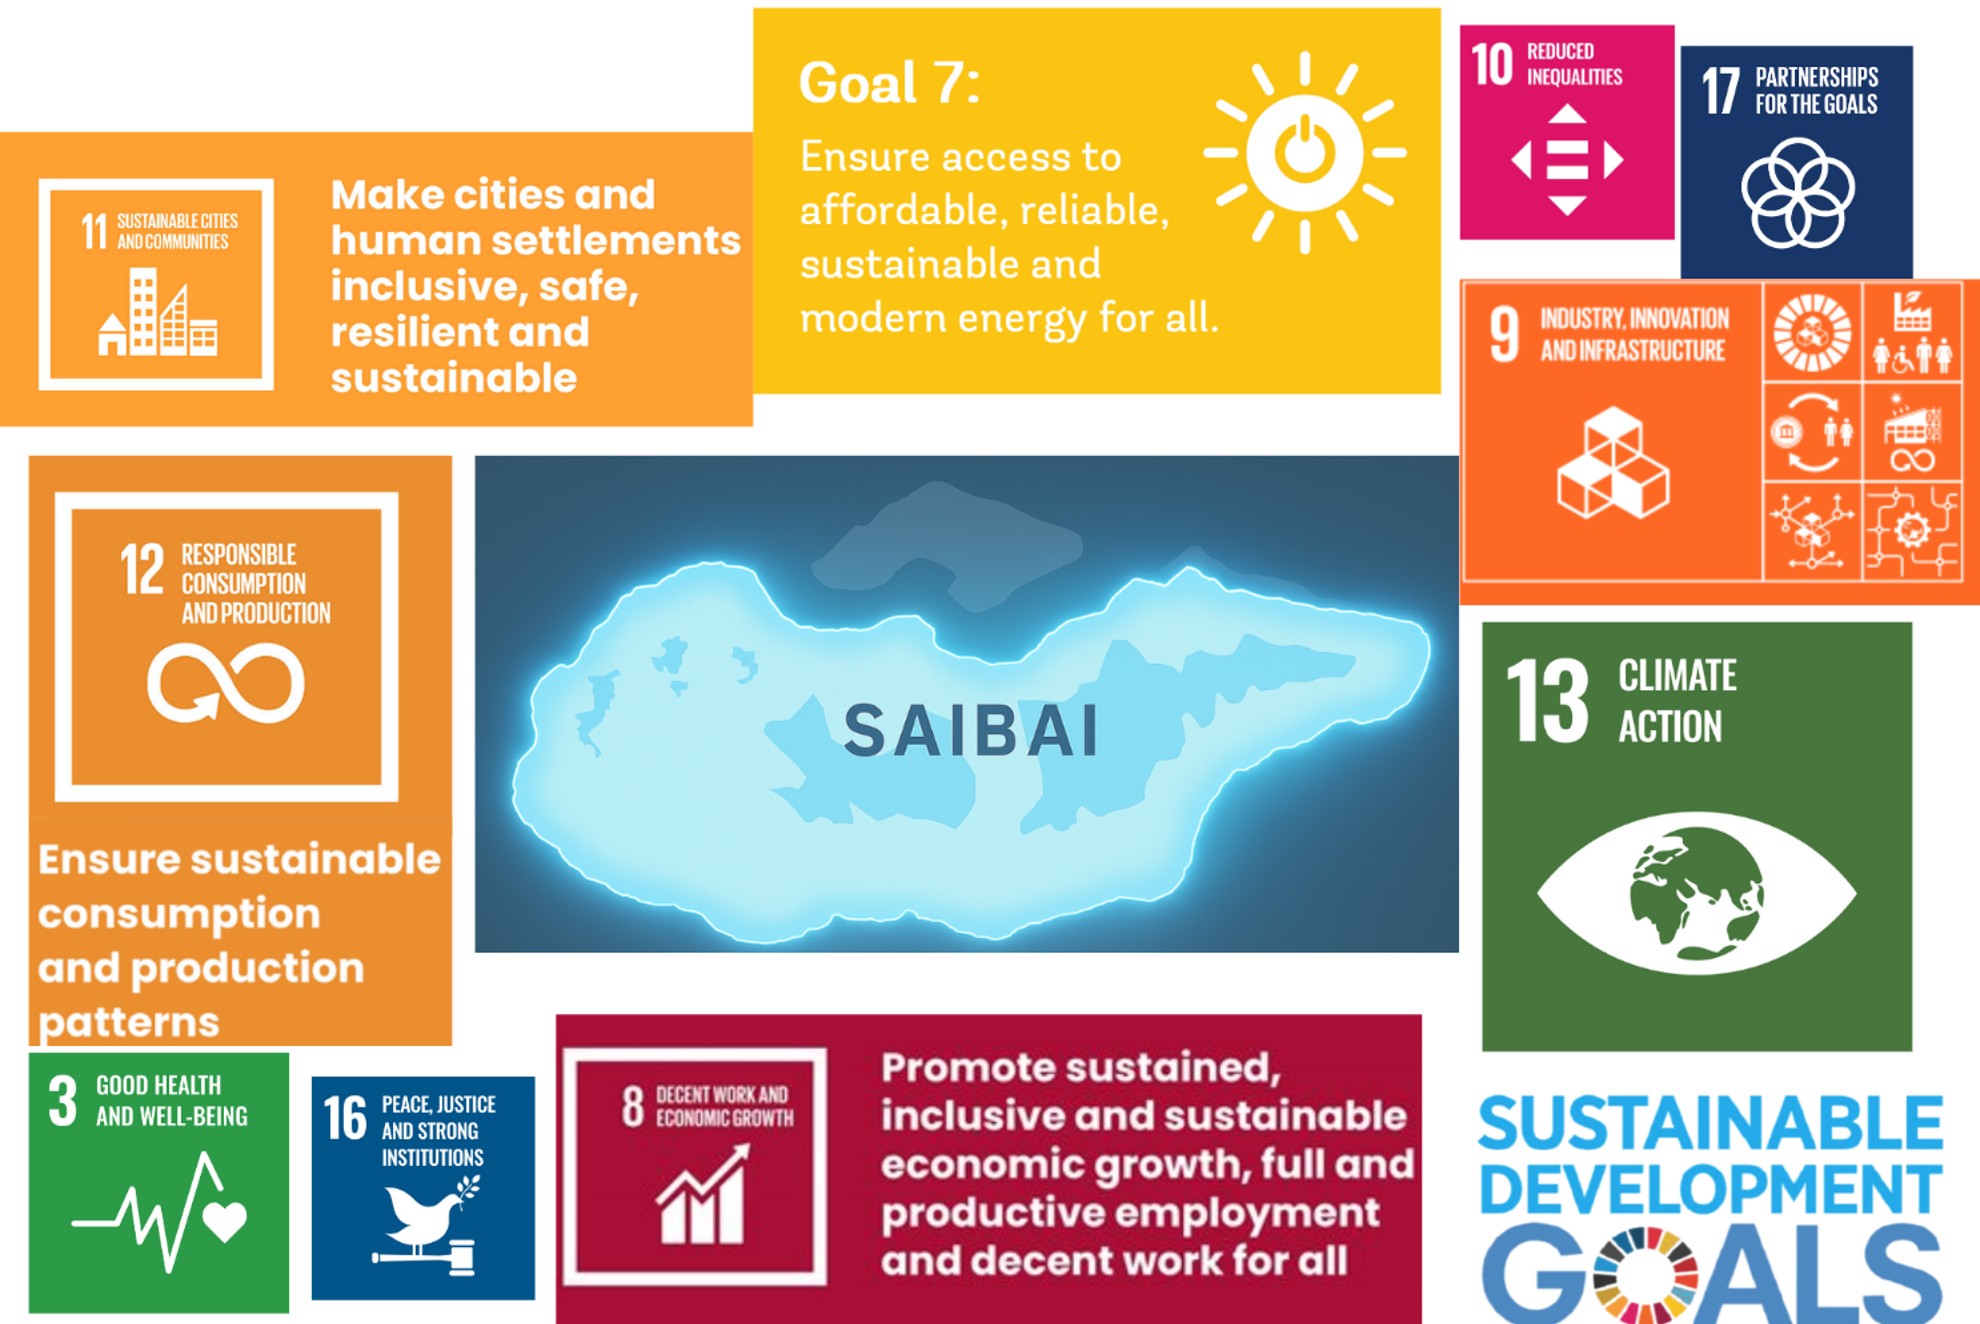 11 SUSTAINABLE CITIES
AND COMMUNITIES
Make cities and
human settlements
inclusive, safe,
resilient and
sustainable
Goal 7:
Ensure access to
affordable, reliable,
sustainable and
modern energy for all.
10 REDUCED
INEQUALITIES
17 PARTNERSHIPS
FOR THE GOALS
9 INDUSTRY, INNOVATION
AND INFRASTRUCTURE
12 RESPONSIBLE
CONSUMPTION
AND PRODUCTION
Ensure sustainable
consumption
and production
patterns
SAIBAI
13 CLIMATE
ACTION
3 GOOD HEALTH
AND WELL-BEING
16 PEACE, JUSTICE
AND STRONG
INSTITUTIONS
8 DECENT WORK AND
ECONOMIC GROWTH
Promote sustained,
inclusive and sustainable
economic growth, full and
productive employment
and decent work for all
SUSTAINABLE
DEVELOPMENT
GOALS